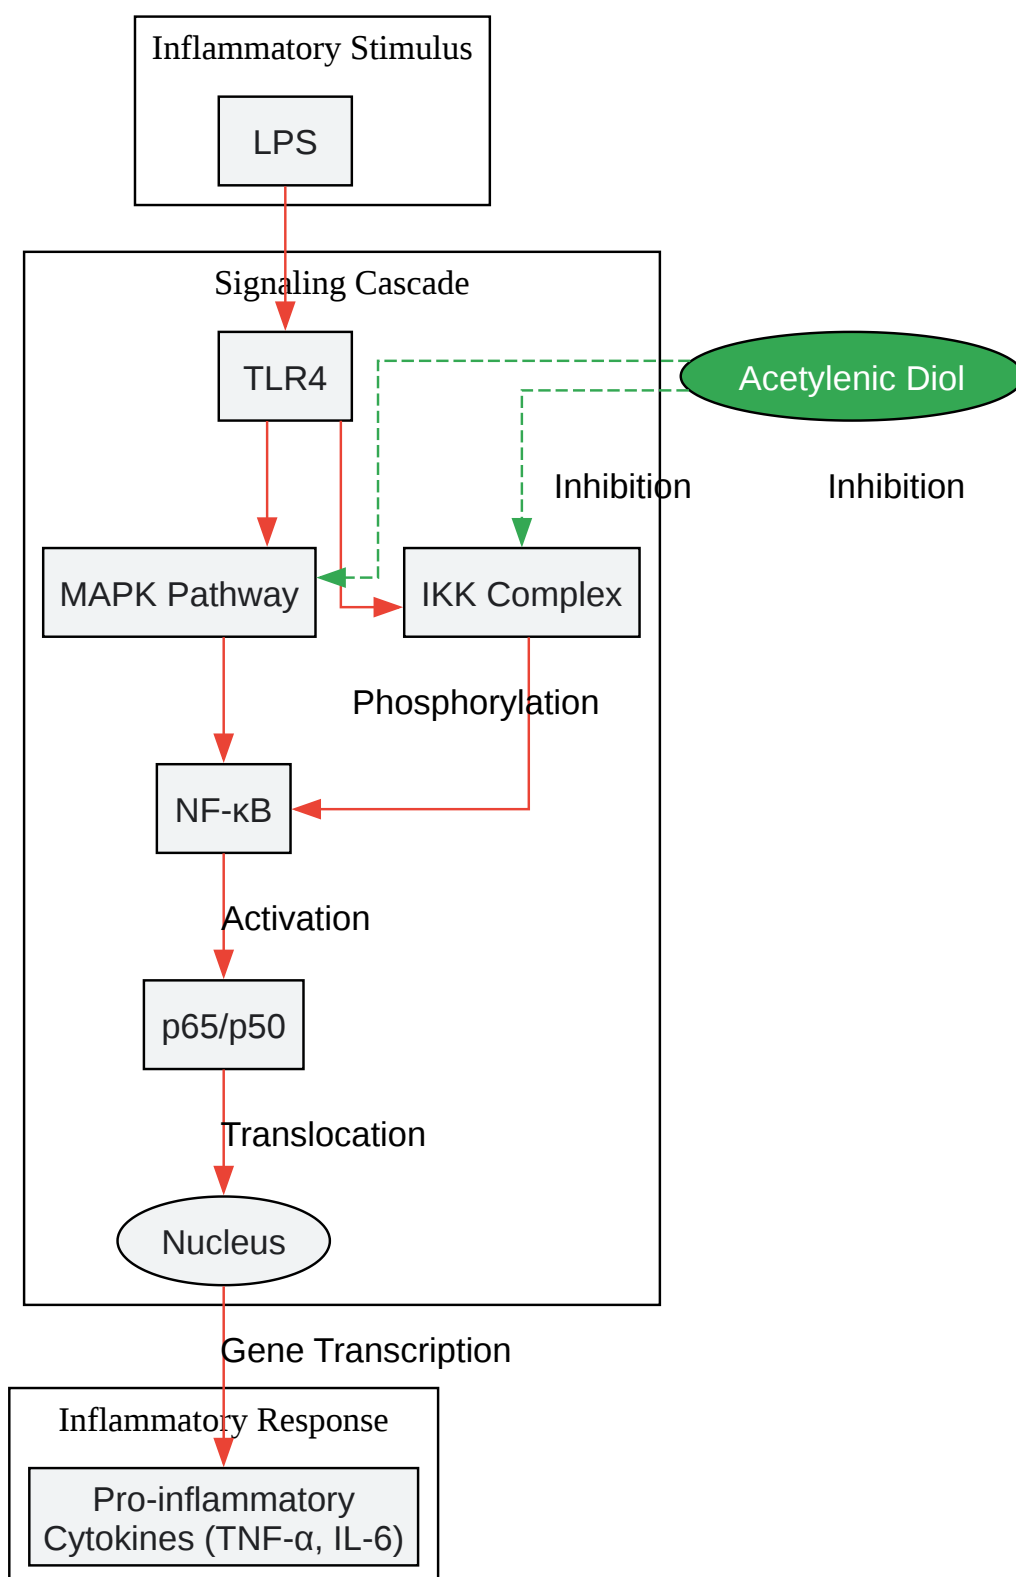 Inflammatory Stimulus
LPS
Signaling Cascade
TLR4
Acetylenic Diol
Inhibition
Inhibition
MAPK Pathway
IKK Complex
Phosphorylation
NF-κB
Activation
p65/p50
Translocation
Nucleus
Gene Transcription
Inflammatory Response
Pro-inflammatory
Cytokines (TNF-α, IL-6)